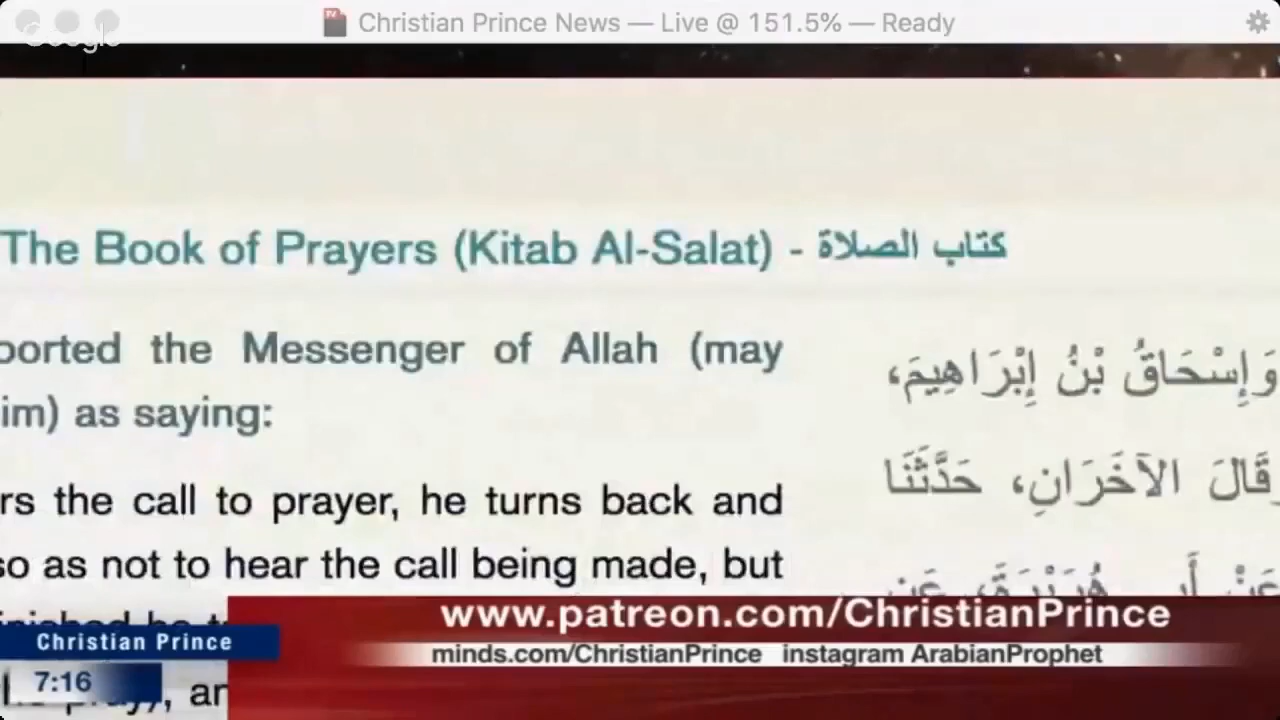 Christian Prince News — Live @ 151.5% — Ready
Google
The Book of Prayers (Kitab Al-Salat) - كتاب الصلاة
ported the Messenger of Allah (may
im) as saying:
وَإِسْحَاقُ بْنُ إِبْرَاهِيمَ،
قَالَ الآخَرَانِ، حَدَّثَنَا
rs the call to prayer, he turns back and
so as not to hear the call being made, but
www.patreon.com/ChristianPrince
Christian Prince
minds.com/ChristianPrince instagram ArabianProphet
7:16